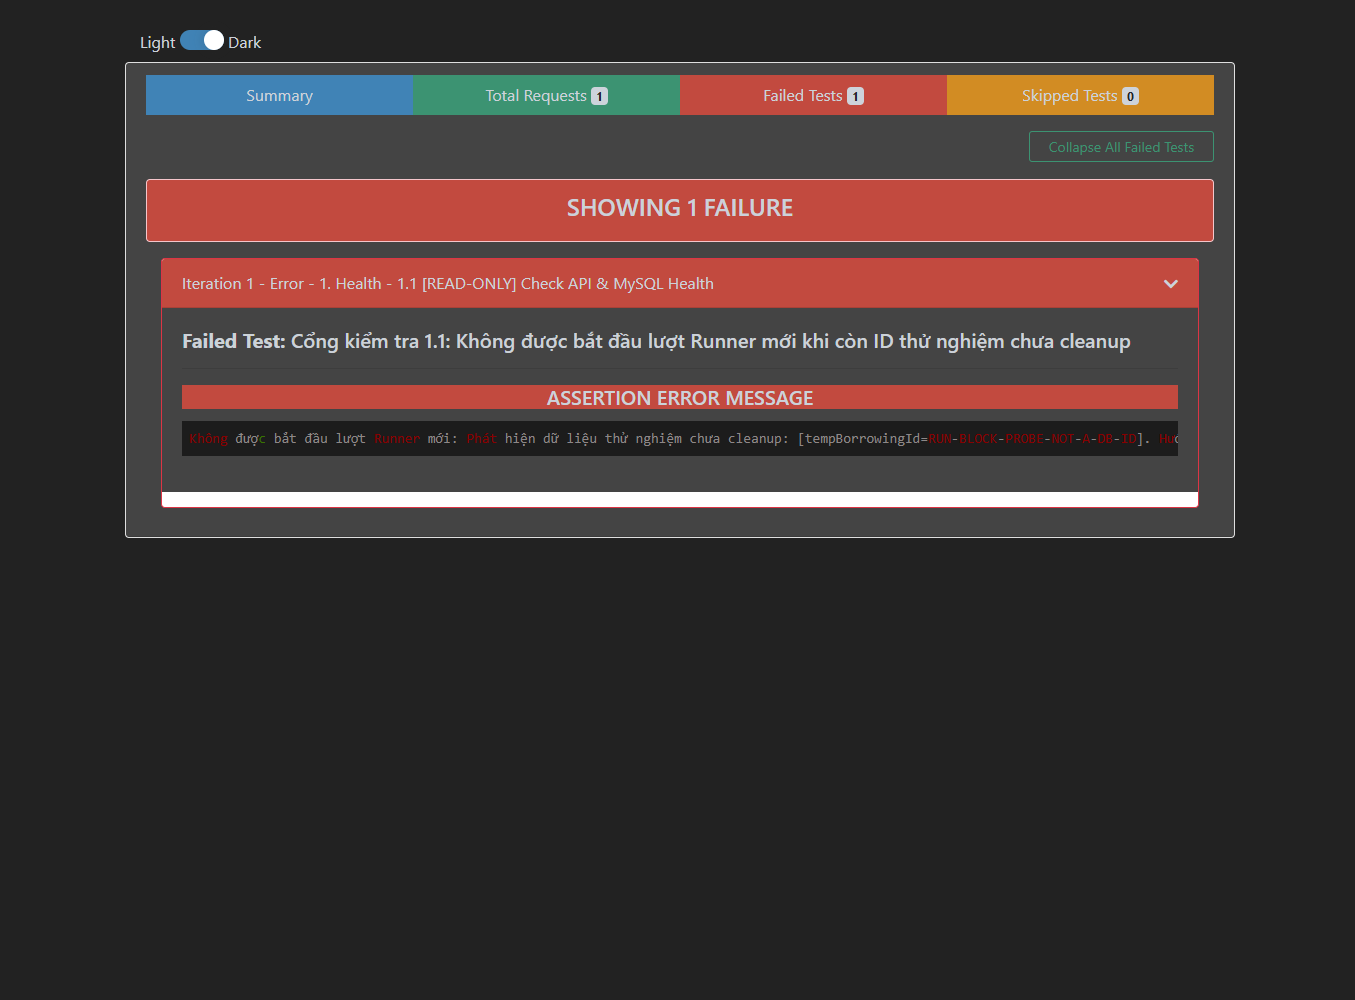 Light Dark
Summary
Total Requests 1
Failed Tests 1
Skipped Tests 0
Collapse All Failed Tests
SHOWING 1 FAILURE
Iteration 1 - Error - 1. Health - 1.1 [READ-ONLY] Check API & MySQL Health
Failed Test: Cổng kiểm tra 1.1: Không được bắt đầu lượt Runner mới khi còn ID thử nghiệm chưa cleanup
ASSERTION ERROR MESSAGE
Không được bắt đầu lượt Runner mới: Phát hiện dữ liệu thử nghiệm chưa cleanup: [tempBorrowingId=RUN-BLOCK-PROBE-NOT-A-DB-ID].